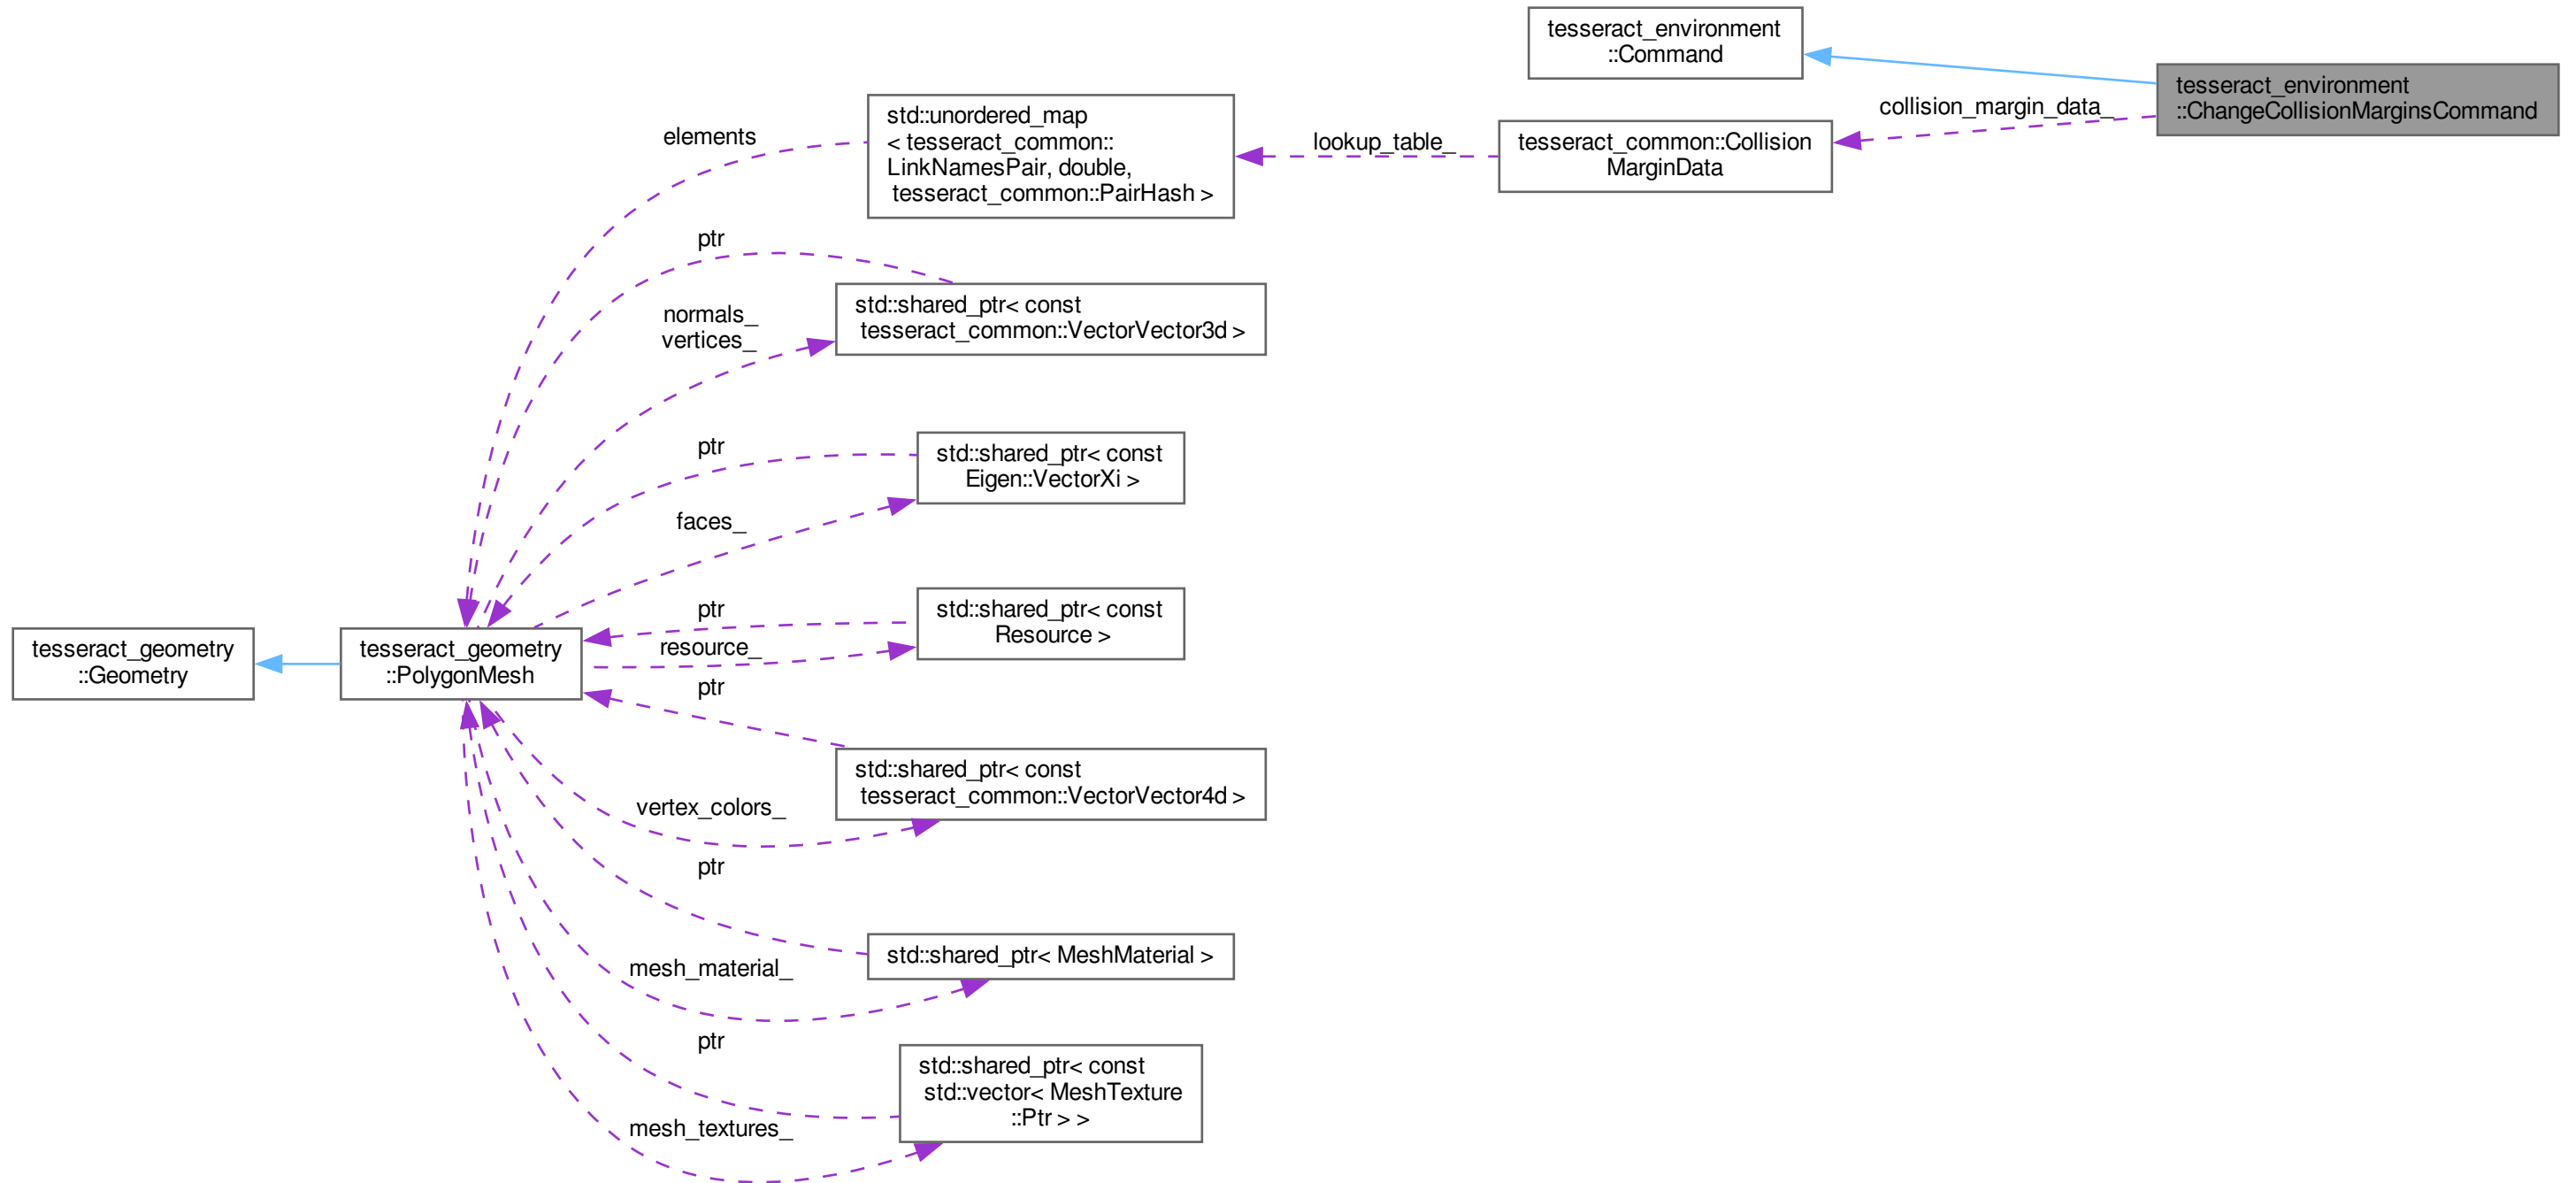 tesseract_environment
::Command
tesseract_environment
::ChangeCollisionMarginsCommand
collision_margin_data_
tesseract_common::Collision
MarginData
lookup_table_
std::unordered_map
< tesseract_common::
LinkNamesPair, double,
tesseract_common::PairHash >
elements
ptr
std::shared_ptr< const
tesseract_common::VectorVector3d >
normals_
vertices_
ptr
std::shared_ptr< const
Eigen::VectorXi >
faces_
ptr
std::shared_ptr< const
Resource >
resource_
tesseract_geometry
::Geometry
tesseract_geometry
::PolygonMesh
ptr
std::shared_ptr< const
tesseract_common::VectorVector4d >
vertex_colors_
ptr
std::shared_ptr< MeshMaterial >
mesh_material_
ptr
std::shared_ptr< const
std::vector< MeshTexture
::Ptr > >
mesh_textures_